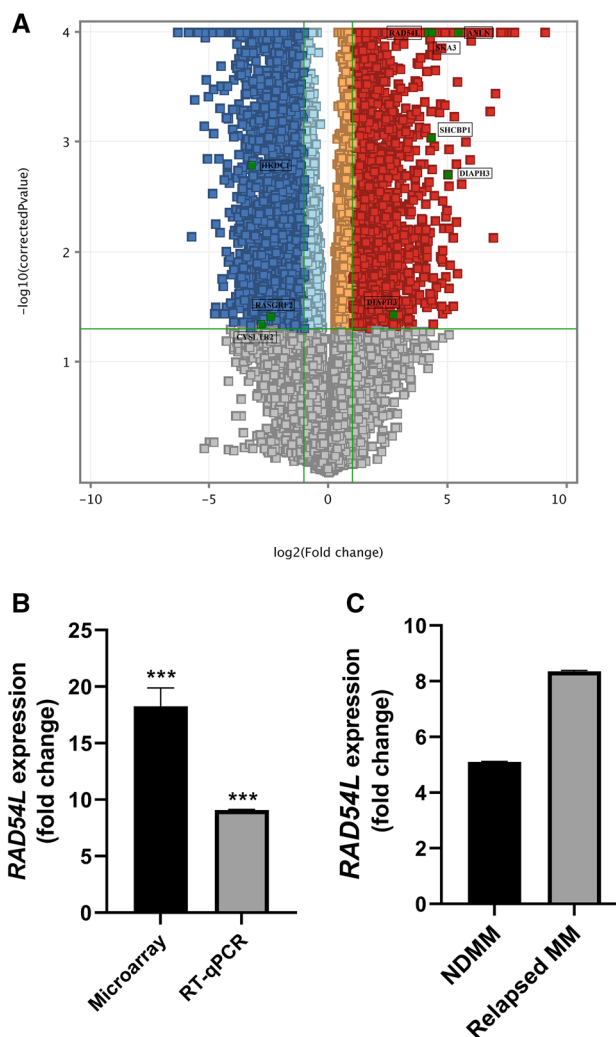 A
4
3
2
1
-log10(correctedPvalue)
RAD54L
ANLN
SKA3
SHCBP1
HKDC1
DIAPH3
RASGRF2
DIAPH3
CYSLTR2
-10
-5
0
5
10
log2(Fold change)
B
RAD54L expression
(fold change)
25
20
15
10
5
0
***
***
Microarray
RT-qPCR
C
RAD54L expression
(fold change)
10
8
6
4
2
0
NDMM
Relapsed MM